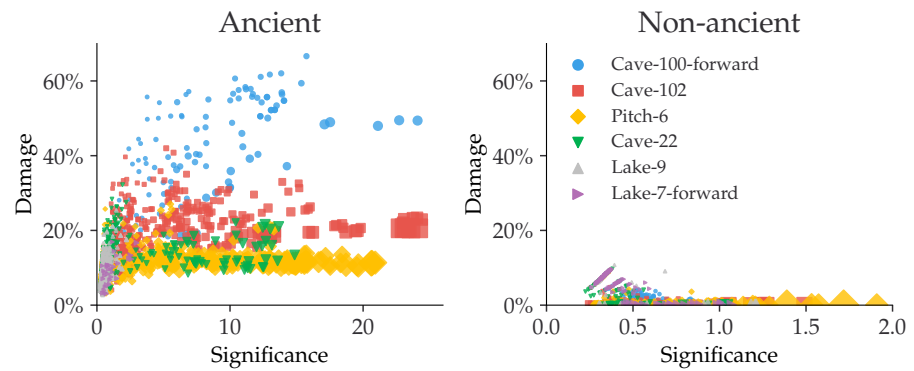 Ancient
Damage
60%
40%
20%
0%
0
10
20
Significance
Non-ancient
Damage
60%
40%
20%
0%
Cave-100-forward
Cave-102
Pitch-6
Cave-22
Lake-9
Lake-7-forward
0.0
0.5
1.0
1.5
2.0
Significance